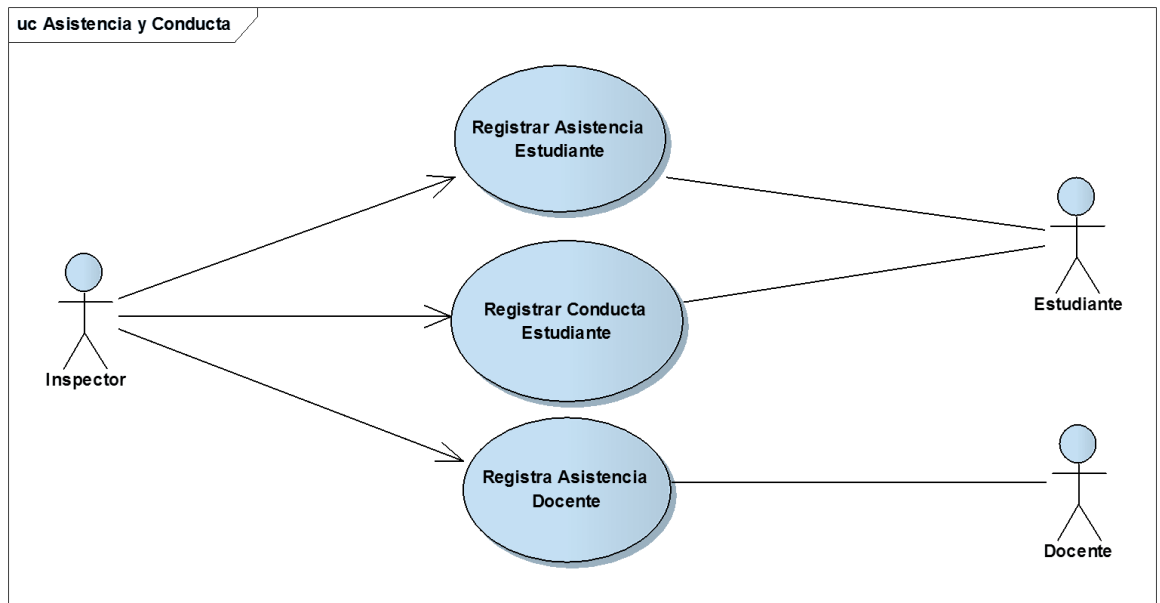 uc Asistencia y Conducta
Registrar Asistencia
Estudiante
Registrar Conducta
Estudiante
Registra Asistencia
Docente
Inspector
Estudiante
Docente